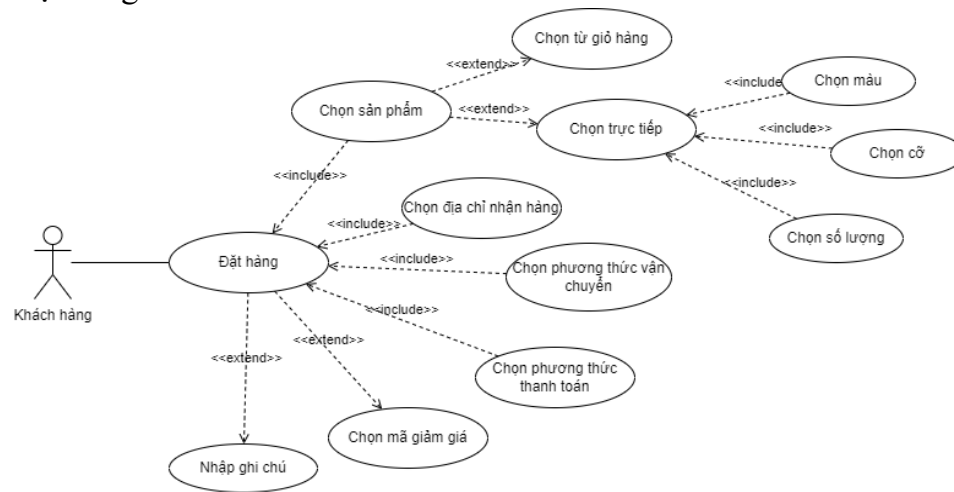 Chọn từ giỏ hàng
<<extend>>
Chọn màu
<<include
Chọn sản phẩm
<<extend>>
Chọn trực tiếp
<<include>>
Chọn cỡ
<<include>>
<<include>>
Chọn địa chỉ nhận hàng
<<include>>
Chọn số lượng
Đặt hàng
<<include>>
Chọn phương thức vận
chuyển
Khách hàng
<<include>>
<<extend>>
<<extend>>
Chọn phương thức
thanh toán
Chọn mã giảm giá
Nhập ghi chú